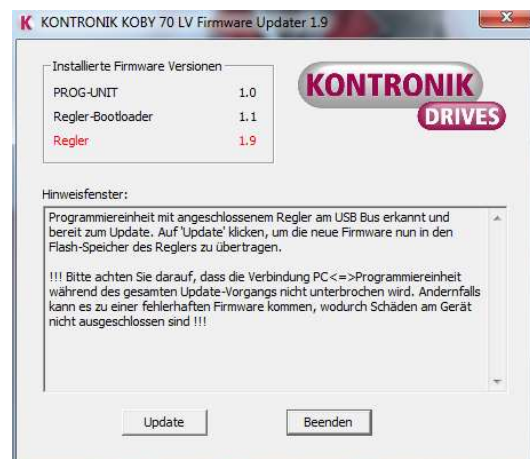 KONTRONIK KOBY 70 LV Firmware Updater 1.9
Installierte Firmware Versionen
PROG-UNIT 1.0
Regler-Bootloader 1.1
Regler 1.9
KONTRONIK
DRIVES
Hinweisfenster:
Programmiereinheit mit angeschlossenem Regler am USB Bus erkannt und
bereit zum Update. Auf 'Update' klicken, um die neue Firmware nun in den
Flash-Speicher des Reglers zu übertragen.
!!! Bitte achten Sie darauf, dass die Verbindung PC<=>Programmiereinheit
während des gesamten Update-Vorgangs nicht unterbrochen wird. Andernfalls
kann es zu einer fehlerhaften Firmware kommen, wodurch Schäden am Gerät
nicht ausgeschlossen sind !!!
Update Beenden